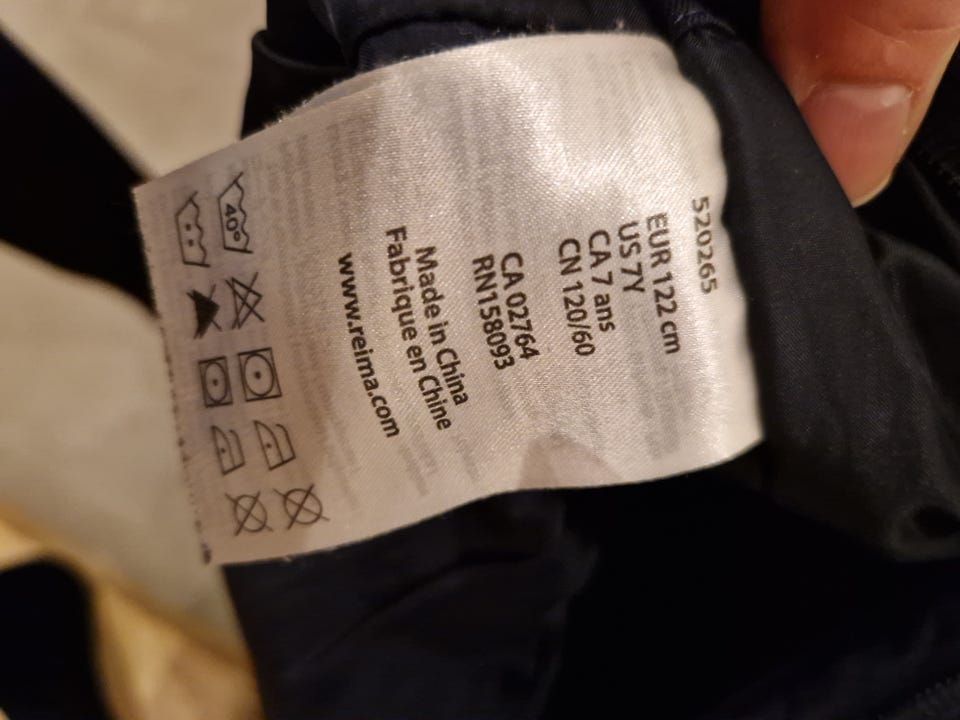 520265
EUR 122 cm
US 7Y
CA 7 ans
CN 120/60
CA 02764
RN158093
Made in China
Fabrique en Chine
www.reima.com
40°